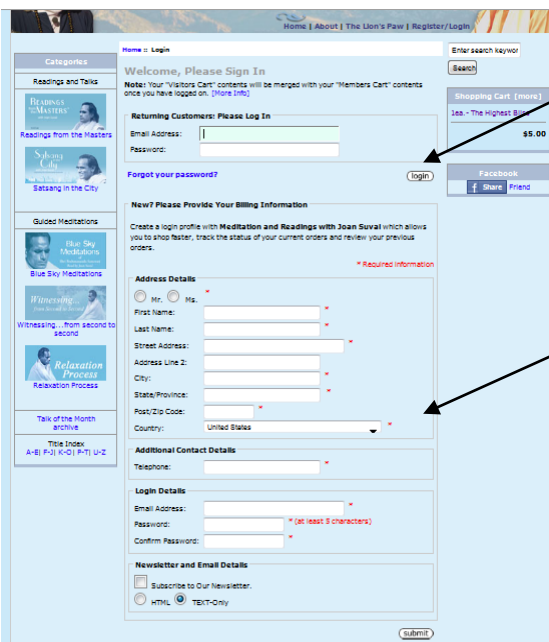 Home | About | The Lion's Paw | Register/Login
Categories
Readings and Talks
READINGS
MASTERS'
Readings from the Masters
Satsang
City
Satsang in the City
Guided Meditations
Blue Sky
Meditations
Blue Sky Meditations
Witnessing...
from Second to Second
Witnessing...from second to
second
Relaxation
Process
Relaxation Process
Talk of the Month
archive
Title Index
A-E| F-J| K-O| P-T| U-Z
Home :: Login
Welcome, Please Sign In
Note: Your "Visitors Cart" contents will be merged with your "Members Cart" contents
once you have logged on. [More Info]
Returning Customers: Please Log In
Email Address:
Password:
Forgot your password?
login
New? Please Provide Your Billing Information
Create a login profile with Meditation and Readings with Joan Suval which allows
you to shop faster, track the status of your current orders and review your previous
orders.
* Required information
Address Details
Mr. Ms. *
First Name: *
Last Name: *
Street Address: *
Address Line 2:
City: *
State/Province: *
Post/Zip Code: *
Country: United States *
Additional Contact Details
Telephone: *
Login Details
Email Address: *
Password: * (at least 5 characters)
Confirm Password: *
Newsletter and Email Details
Subscribe to Our Newsletter.
HTML TEXT-Only
submit
Enter search keywor
Search
Shopping Cart [more]
1ea.- The Highest
$5.00
Facebook
f Share Friend